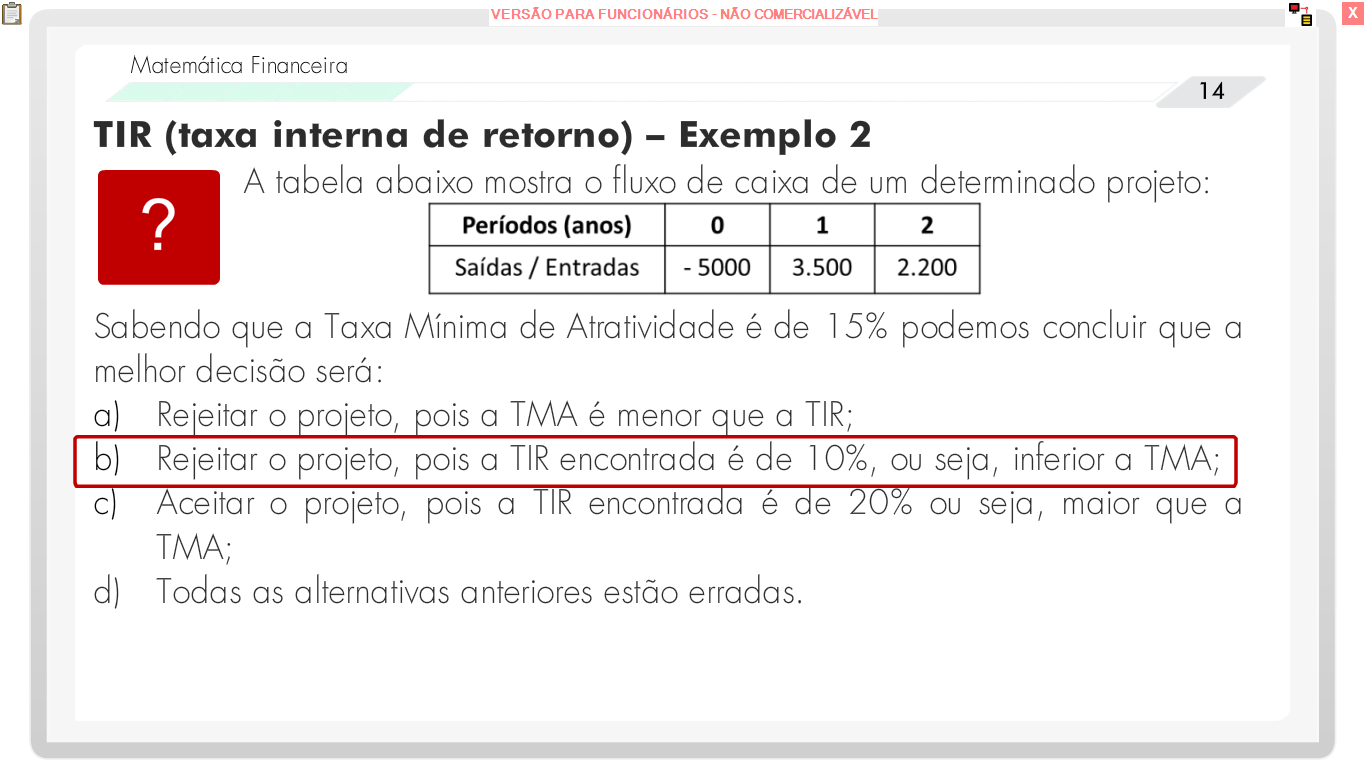 VERSÃO PARA FUNCIONÁRIOS - NÃO COMERCIALIZÁVEL
X
Matemática Financeira
14
TIR (taxa interna de retorno) – Exemplo 2
?
A tabela abaixo mostra o fluxo de caixa de um determinado projeto:
Períodos (anos) 0 1 2
Saídas / Entradas - 5000 3.500 2.200
Sabendo que a Taxa Mínima de Atratividade é de 15% podemos concluir que a
melhor decisão será:
a) Rejeitar o projeto, pois a TMA é menor que a TIR;
b) Rejeitar o projeto, pois a TIR encontrada é de 10%, ou seja, inferior a TMA;
c) Aceitar o projeto, pois a TIR encontrada é de 20% ou seja, maior que a
TMA;
d) Todas as alternativas anteriores estão erradas.